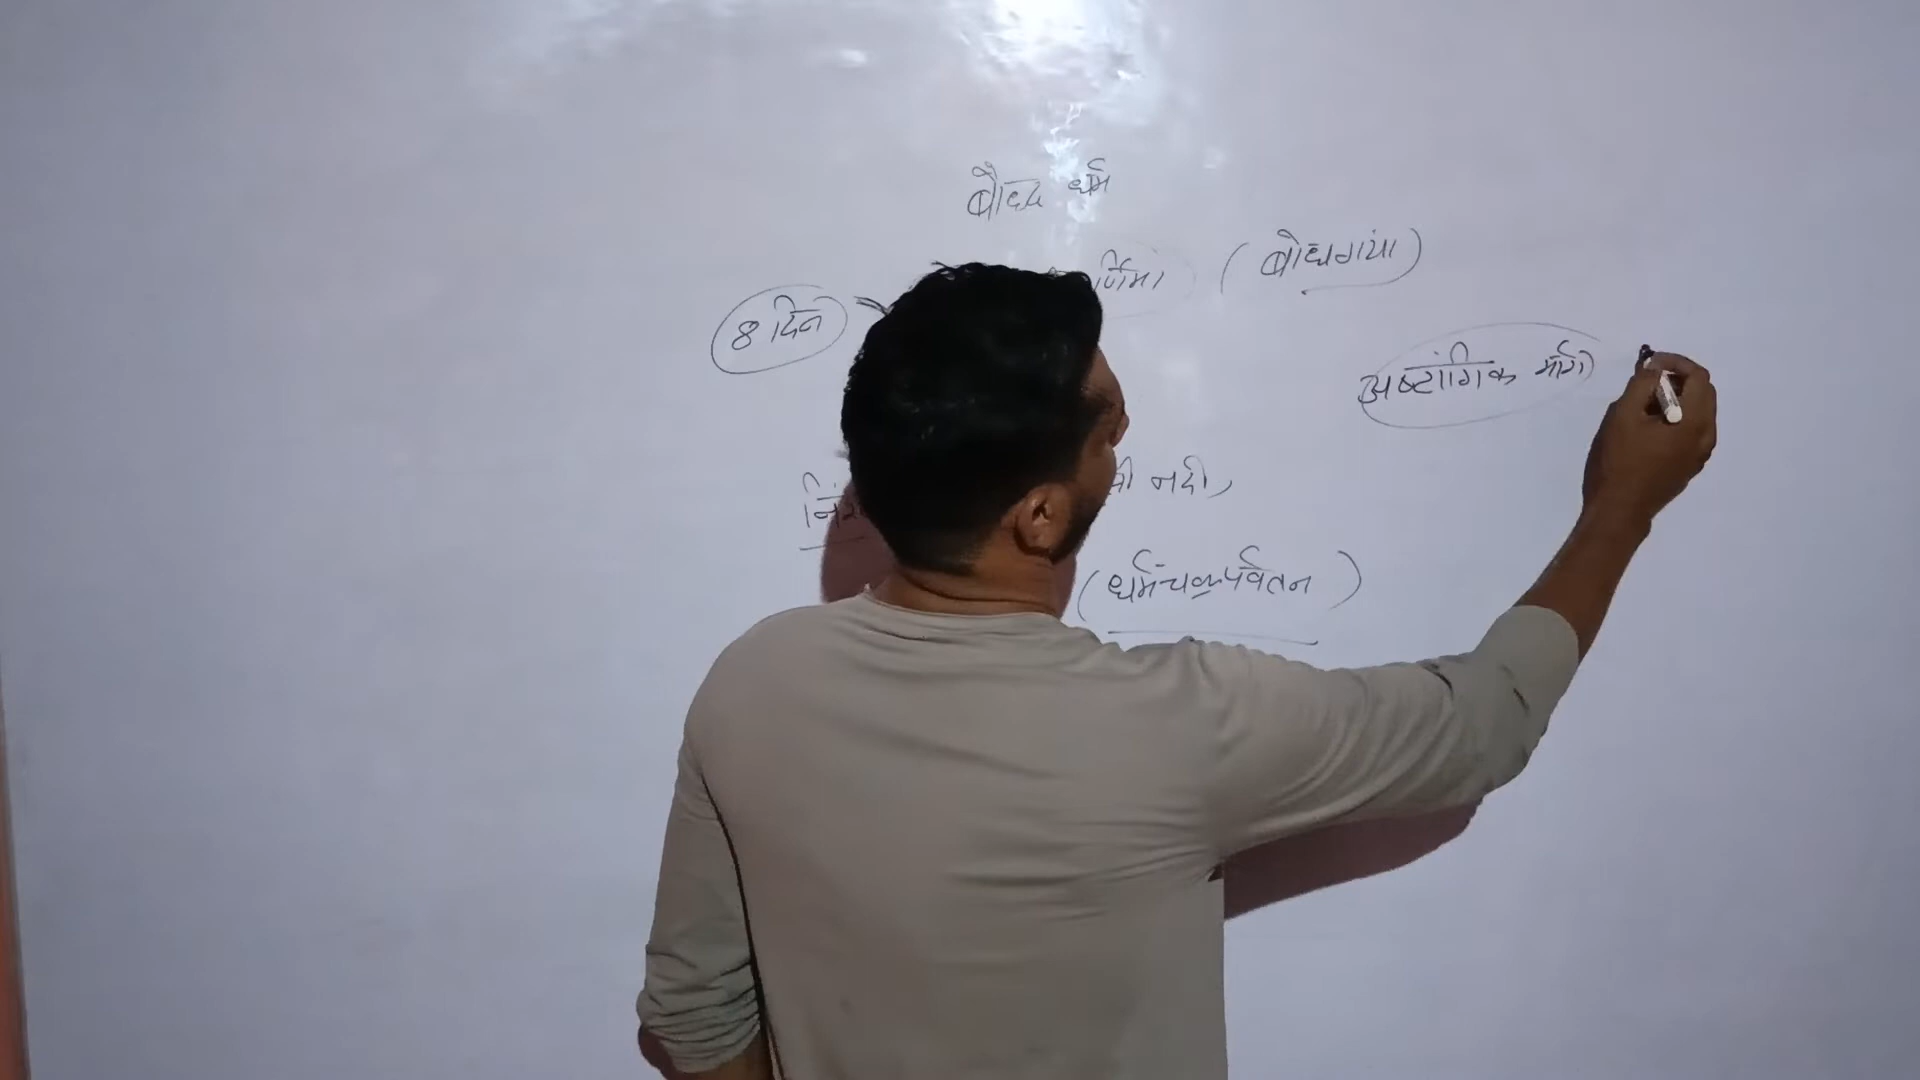 बौद्ध धर्म
(बोधगया)
8 दिन
अष्टांगिक मार्ग
नदी,
(धर्मचक्रपर्वतन)